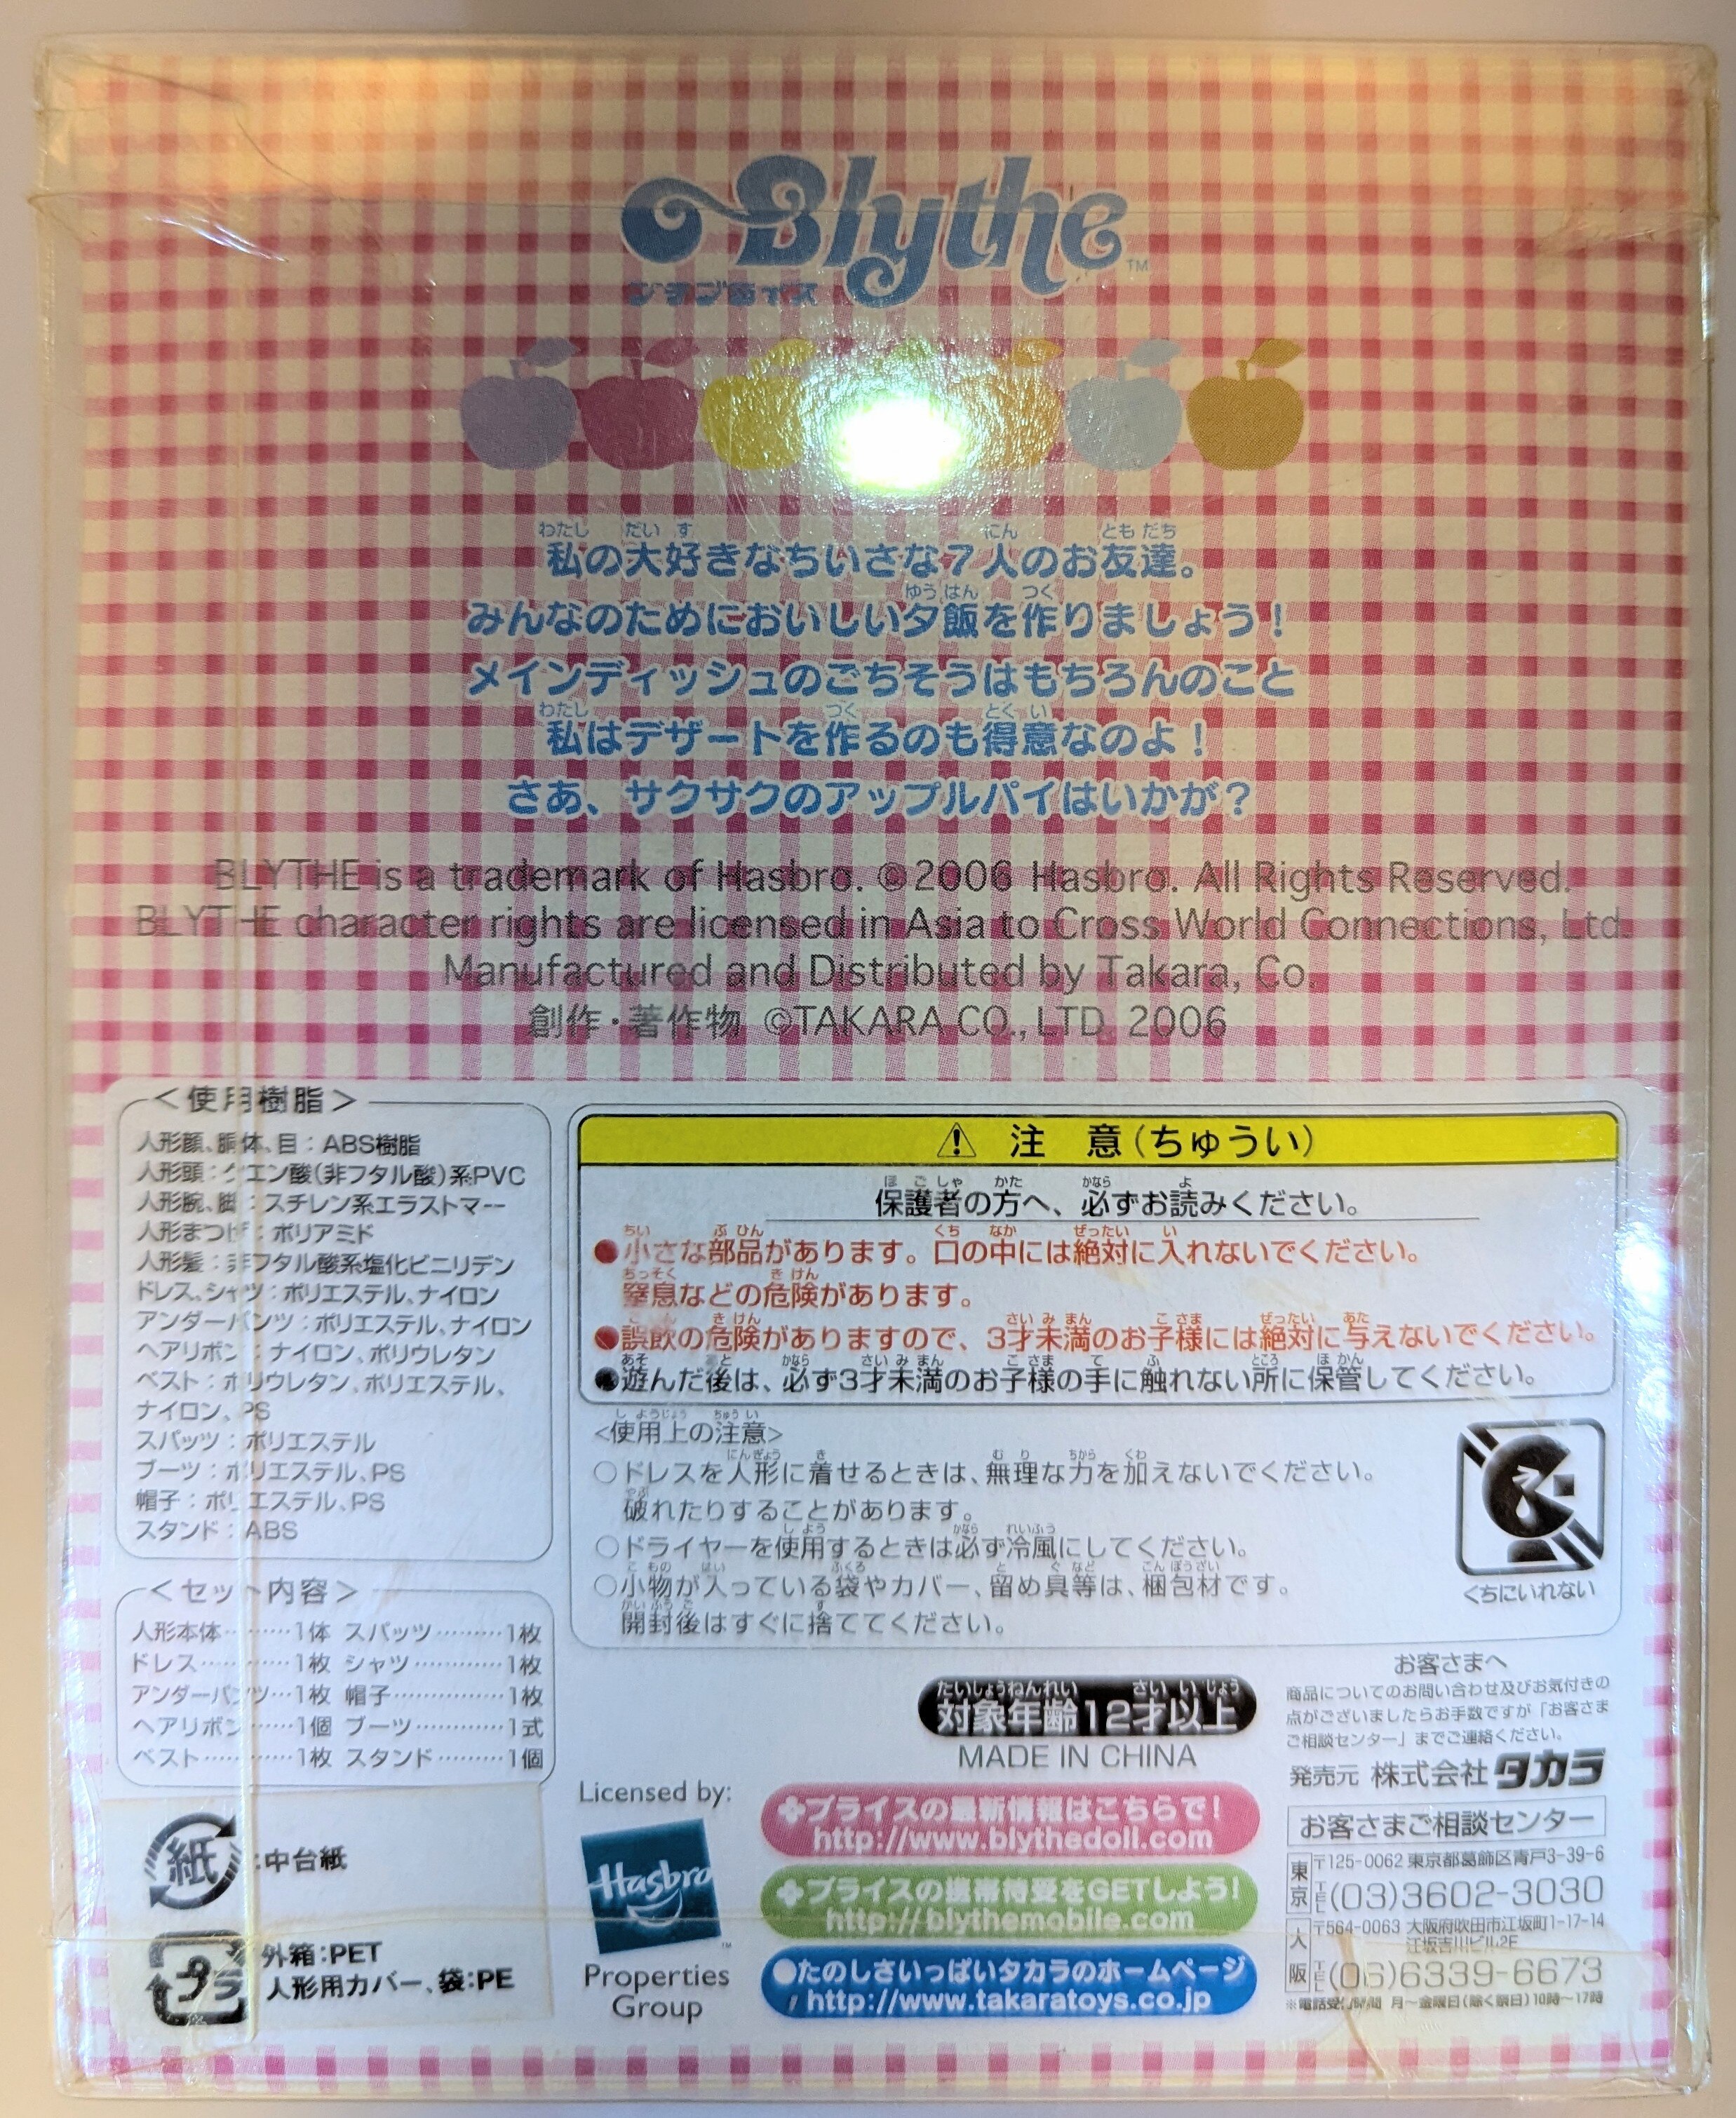 Blythe™
ブライス
私の大好きなちいさな7人のお友達。
みんなのためにおいしい夕飯を作りましょう!
メインディッシュのごちそうはもちろんのこと
私はデザートを作るのも得意なのよ!
さあ、サクサクのアップルパイはいかが?
BLYTHE is a trademark of Hasbro. ©2006 Hasbro. All Rights Reserved.
BLYTHE character rights are licensed in Asia to Cross World Connections, Ltd.
Manufactured and Distributed by Takara, Co.
創作・著作物 ©TAKARA CO., LTD. 2006
<使用樹脂>
人形顔、胴体、目:ABS樹脂
人形頭:クエン酸(非フタル酸)系PVC
人形腕、脚:スチレン系エラストマー
人形まつげ:ポリアミド
人形髪:非フタル酸系塩化ビニリデン
ドレス、シャツ:ポリエステル、ナイロン
アンダーパンツ:ポリエステル、ナイロン
ヘアリボン:ナイロン、ポリウレタン
ベスト:ポリウレタン、ポリエステル、
ナイロン、PS
スパッツ:ポリエステル
ブーツ:ポリエステル、PS
帽子:ポリエステル、PS
スタンド:ABS
<セット内容>
人形本体………1体 スパッツ………1枚
ドレス…………1枚 シャツ…………1枚
アンダーパンツ…1枚 帽子……………1枚
ヘアリボン……1個 ブーツ…………1式
ベスト…………1枚 スタンド………1個
紙:中台紙
プラ 外箱:PET
人形用カバー、袋:PE
⚠ 注 意(ちゅうい)
保護者の方へ、必ずお読みください。
●小さな部品があります。口の中には絶対に入れないでください。
窒息などの危険があります。
●誤飲の危険がありますので、3才未満のお子様には絶対に与えないでください。
●遊んだ後は、必ず3才未満のお子様の手に触れない所に保管してください。
<使用上の注意>
○ドレスを人形に着せるときは、無理な力を加えないでください。
破れたりすることがあります。
○ドライヤーを使用するときは必ず冷風にしてください。
○小物が入っている袋やカバー、留め具等は、梱包材です。
開封後はすぐに捨ててください。
くちにいれない
対象年齢12才以上
MADE IN CHINA
Licensed by:
Hasbro™
Properties
Group
✚ブライスの最新情報はこちらで!
http://www.blythedoll.com
✚ブライスの携帯待受をGETしよう!
http://blythemobile.com
●たのしさいっぱいタカラのホームページ
http://www.takaratoys.co.jp
お客さまへ
商品についてのお問い合わせ及びお気付きの
点がございましたらお手数ですが「お客さま
ご相談センター」までご連絡ください。
発売元 株式会社タカラ
お客さまご相談センター
東京 〒125-0062 東京都葛飾区青戸3-39-6
TEL(03)3602-3030
大阪 〒564-0063 大阪府吹田市江坂町1-17-14
江坂吉川ビル2F
TEL(06)6339-6673
※電話受付時間 月〜金曜日(除く祭日)10時〜17時